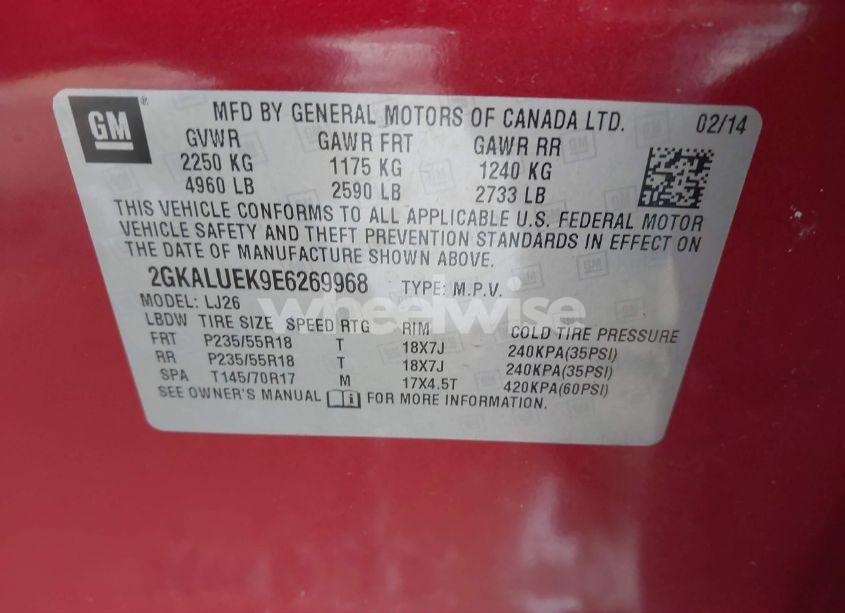 GM
MFD BY GENERAL MOTORS OF CANADA LTD. 02/14
GVWR GAWR FRT GAWR RR
2250 KG 1175 KG 1240 KG
4960 LB 2590 LB 2733 LB
THIS VEHICLE CONFORMS TO ALL APPLICABLE U.S. FEDERAL MOTOR
VEHICLE SAFETY AND THEFT PREVENTION STANDARDS IN EFFECT ON
THE DATE OF MANUFACTURE SHOWN ABOVE.
2GKALUEK9E6269968 TYPE: M.P.V.
MODEL: LJ26
wheelwise
LBDW TIRE SIZE SPEED RTG RIM COLD TIRE PRESSURE
FRT P235/55R18 T 18X7J 240KPA(35PSI)
RR P235/55R18 T 18X7J 240KPA(35PSI)
SPA T145/70R17 M 17X4.5T 420KPA(60PSI)
SEE OWNER'S MANUAL FOR MORE INFORMATION.